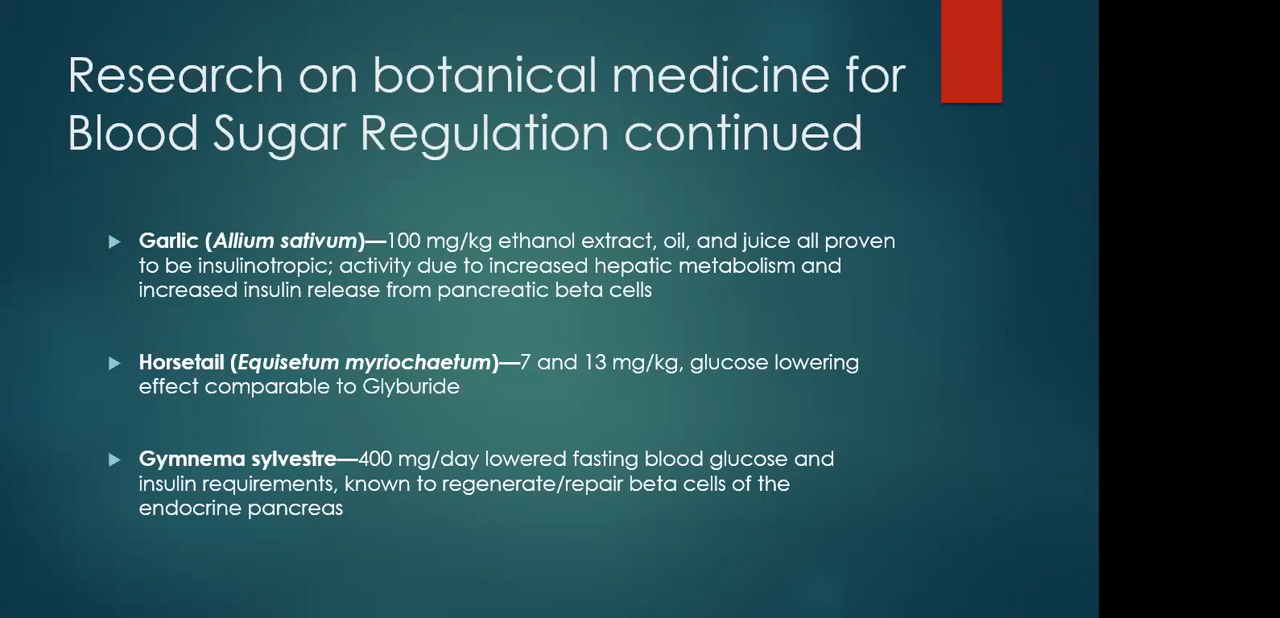 Research on botanical medicine for
Blood Sugar Regulation continued
Garlic (Allium sativum)—100 mg/kg ethanol extract, oil, and juice all proven
to be insulinotropic; activity due to increased hepatic metabolism and
increased insulin release from pancreatic beta cells
Horsetail (Equisetum myriochaetum)—7 and 13 mg/kg, glucose lowering
effect comparable to Glyburide
Gymnema sylvestre—400 mg/day lowered fasting blood glucose and
insulin requirements, known to regenerate/repair beta cells of the
endocrine pancreas